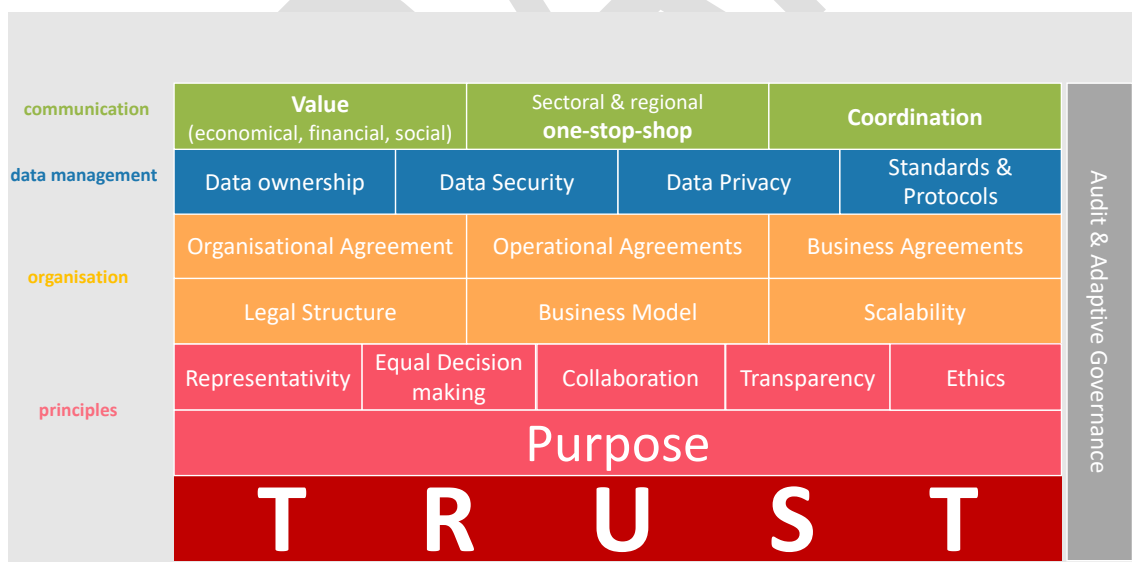 communication
Value
(economical, financial, social)
Sectoral & regional
one-stop-shop
Coordination
data management
Data ownership
Data Security
Data Privacy
Standards &
Protocols
organisation
Organisational Agreement
Operational Agreements
Business Agreements
Legal Structure
Business Model
Scalability
principles
Representativity
Equal Decision
making
Collaboration
Transparency
Ethics
Purpose
TRUST
Audit & Adaptive Governance